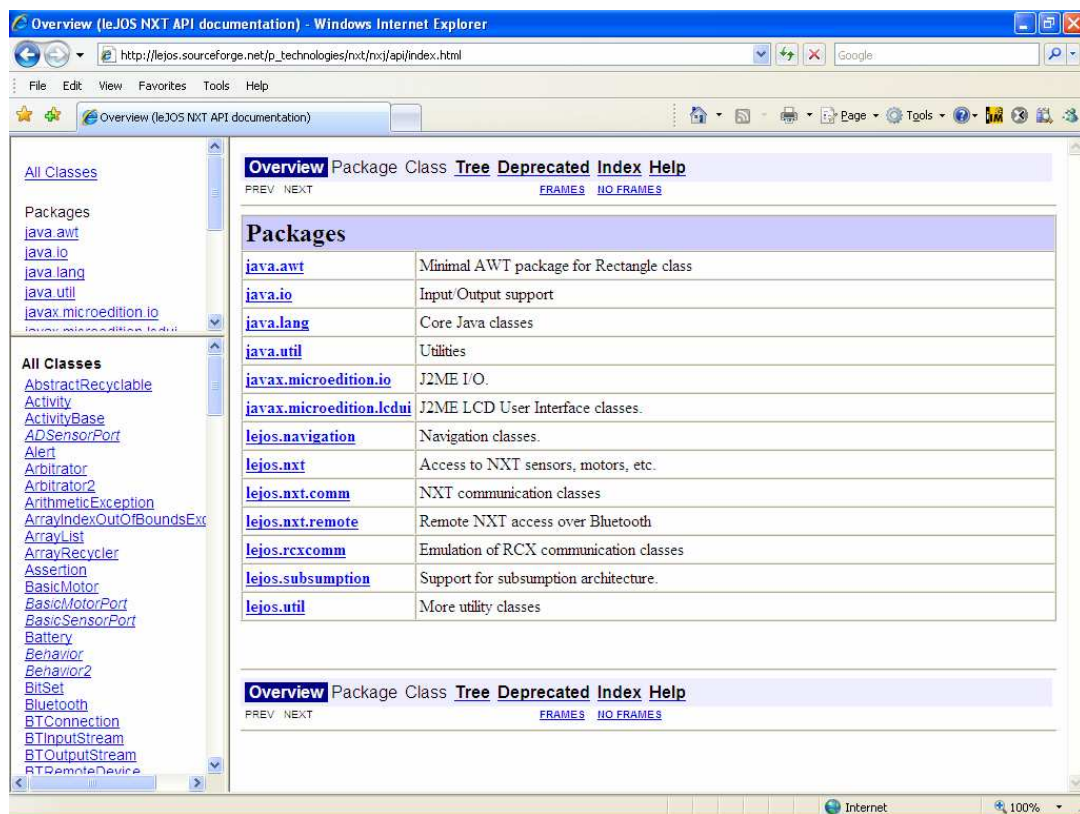 Overview (leJOS NXT API documentation) - Windows Internet Explorer
http://lejos.sourceforge.net/p_technologies/nxt/nxj/api/index.html
Google
File Edit View Favorites Tools Help
Overview (leJOS NXT API documentation)
Page Tools
All Classes
Packages
java.awt
java.io
java.lang
java.util
javax.microedition.io
javax.microedition.lcdui
All Classes
AbstractRecyclable
Activity
ActivityBase
ADSensorPort
Alert
Arbitrator
Arbitrator2
ArithmeticException
ArrayIndexOutOfBoundsExc
ArrayList
ArrayRecycler
Assertion
BasicMotor
BasicMotorPort
BasicSensorPort
Battery
Behavior
Behavior2
BitSet
Bluetooth
BTConnection
BTInputStream
BTOutputStream
BTRemoteDevice
Overview Package Class Tree Deprecated Index Help
PREV NEXT FRAMES NO FRAMES
Packages
java.awt Minimal AWT package for Rectangle class
java.io Input/Output support
java.lang Core Java classes
java.util Utilities
javax.microedition.io J2ME I/O.
javax.microedition.lcdui J2ME LCD User Interface classes.
lejos.navigation Navigation classes.
lejos.nxt Access to NXT sensors, motors, etc.
lejos.nxt.comm NXT communication classes
lejos.nxt.remote Remote NXT access over Bluetooth
lejos.rcxcomm Emulation of RCX communication classes
lejos.subsumption Support for subsumption architecture.
lejos.util More utility classes
Overview Package Class Tree Deprecated Index Help
PREV NEXT FRAMES NO FRAMES
Internet 100%